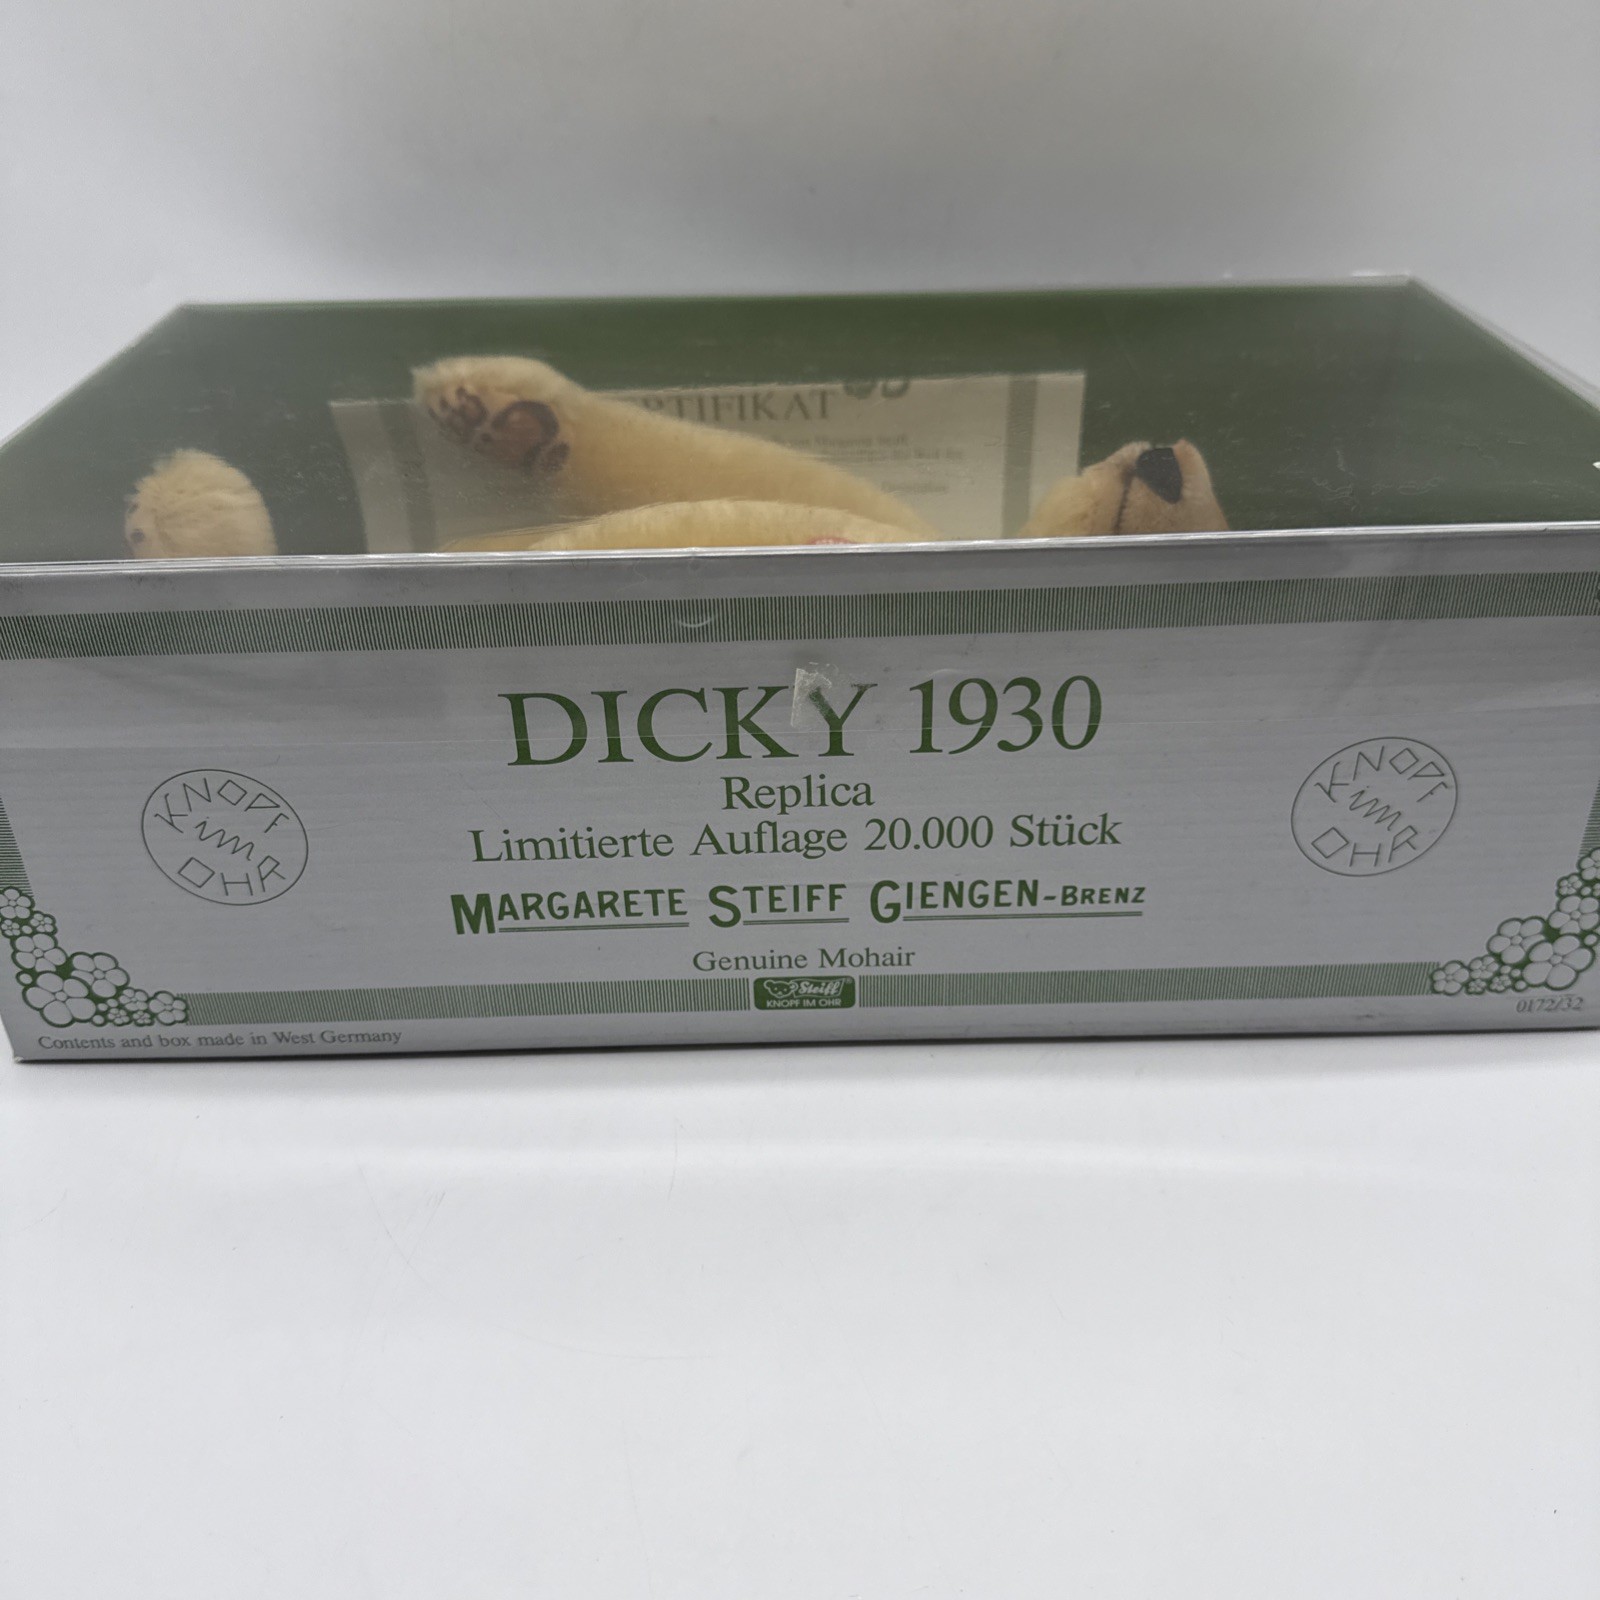 RTIFIKAT
DICKY 1930
Replica
Limitierte Auflage 20.000 Stück
MARGARETE STEIFF GIENGEN-BRENZ
Genuine Mohair
KNOPF
im
OHR
KNOPF
im
OHR
Steiff®
KNOPF IM OHR
0172/32
Contents and box made in West Germany